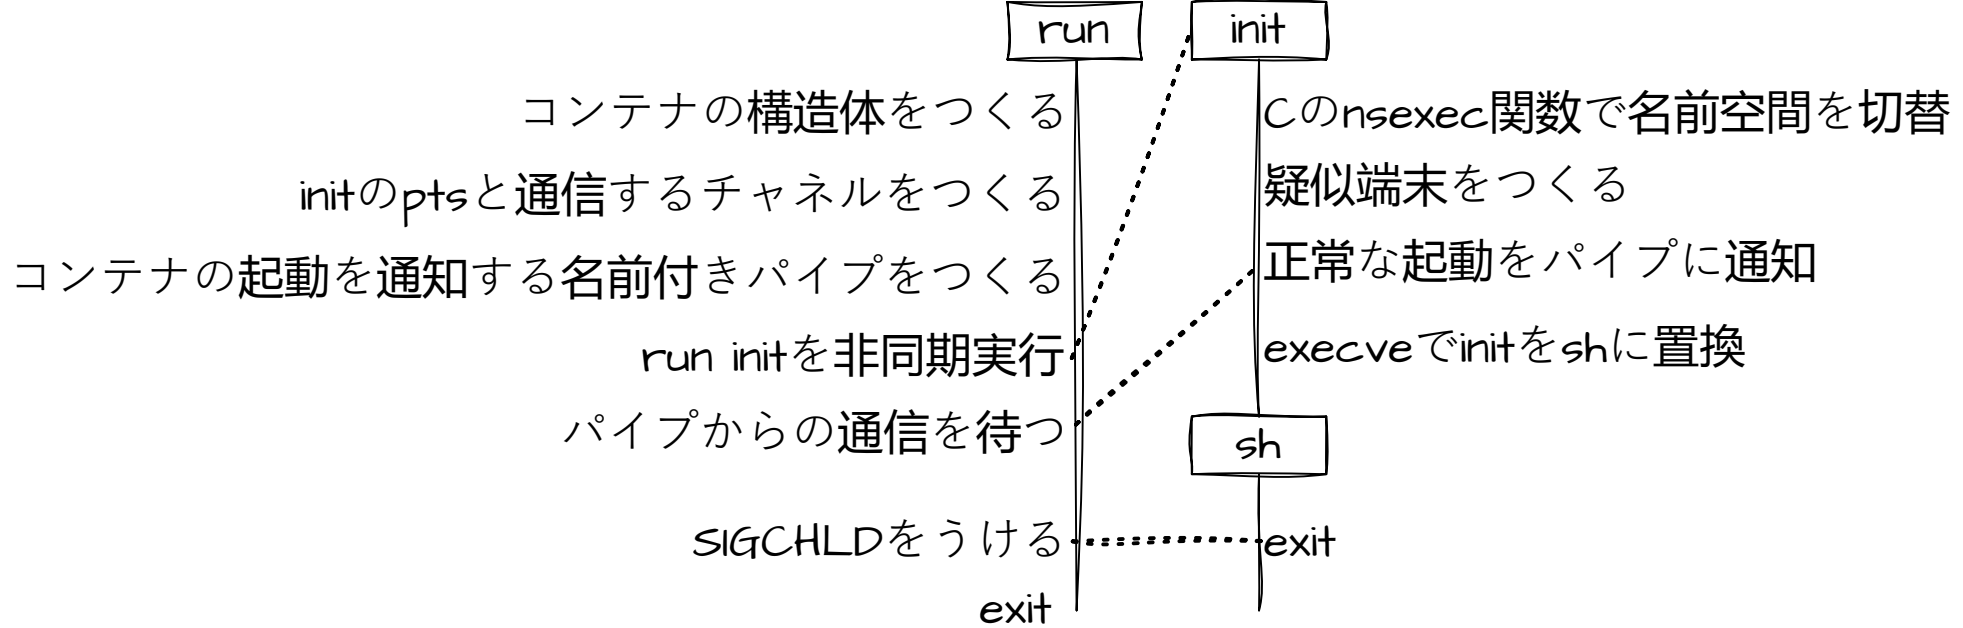 run
init
コンテナの構造体をつくる
Cのnsexec関数で名前空間を切替
initのptsと通信するチャネルをつくる
疑似端末をつくる
コンテナの起動を通知する名前付きパイプをつくる
正常な起動をパイプに通知
run initを非同期実行
execveでinitをshに置換
パイプからの通信を待つ
sh
SIGCHLDをうける
exit
exit